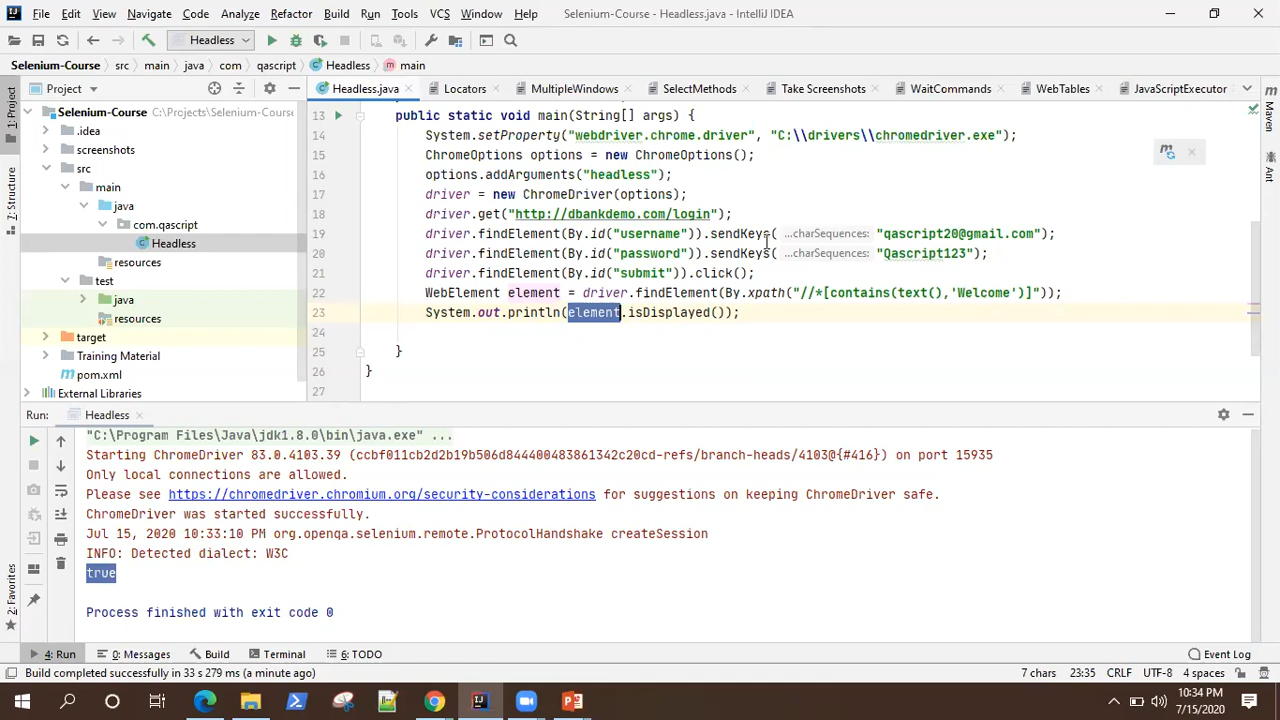 File Edit View Navigate Code Analyze Refactor Build Run Tools VCS Window Help Selenium-Course - Headless.java - IntelliJ IDEA
Headless
Selenium-Course src main java com qascript Headless main
Project Headless.java Locators MultipleWindows SelectMethods Take Screenshots WaitCommands WebTables JavaScriptExecutor
Selenium-Course C:\Projects\Selenium-Course
.idea
screenshots
src
main
java
com.qascript
Headless
resources
test
java
resources
target
Training Material
pom.xml
External Libraries
1: Project
7: Structure
2: Favorites
Maven
Ant
13 public static void main(String[] args) {
14 System.setProperty("webdriver.chrome.driver", "C:\\drivers\\chromedriver.exe");
15 ChromeOptions options = new ChromeOptions();
16 options.addArguments("headless");
17 driver = new ChromeDriver(options);
18 driver.get("http://dbankdemo.com/login");
19 driver.findElement(By.id("username")).sendKeys( ...charSequences: "qascript20@gmail.com");
20 driver.findElement(By.id("password")).sendKeys( ...charSequences: "Qascript123");
21 driver.findElement(By.id("submit")).click();
22 WebElement element = driver.findElement(By.xpath("//*[contains(text(),'Welcome')]"));
23 System.out.println(element.isDisplayed());
24
25 }
26 }
27
Run: Headless
"C:\Program Files\Java\jdk1.8.0\bin\java.exe" ...
Starting ChromeDriver 83.0.4103.39 (ccbf011cb2d2b19b506d844400483861342c20cd-refs/branch-heads/4103@{#416}) on port 15935
Only local connections are allowed.
Please see https://chromedriver.chromium.org/security-considerations for suggestions on keeping ChromeDriver safe.
ChromeDriver was started successfully.
Jul 15, 2020 10:33:10 PM org.openqa.selenium.remote.ProtocolHandshake createSession
INFO: Detected dialect: W3C
true
Process finished with exit code 0
4: Run 0: Messages Build Terminal 6: TODO Event Log
Build completed successfully in 33 s 279 ms (a minute ago) 7 chars 23:35 CRLF UTF-8 4 spaces
10:34 PM
7/15/2020